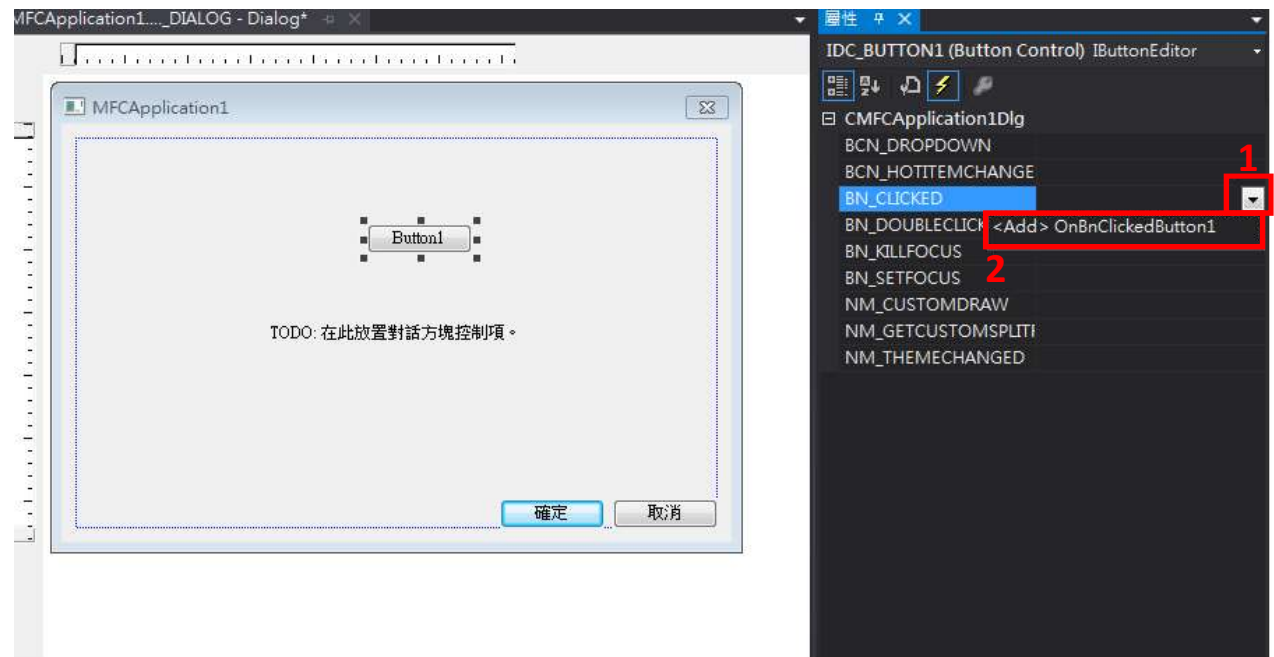 MFCApplication1...._DIALOG - Dialog*
屬性
IDC_BUTTON1 (Button Control) IButtonEditor
MFCApplication1
CMFCApplication1Dlg
BCN_DROPDOWN
BCN_HOTITEMCHANGE
1
BN_CLICKED
BN_DOUBLECLICK
<Add> OnBnClickedButton1
BN_KILLFOCUS
2
BN_SETFOCUS
NM_CUSTOMDRAW
NM_GETCUSTOMSPLITF
NM_THEMECHANGED
Button1
TODO: 在此放置對話方塊控制項。
確定
取消